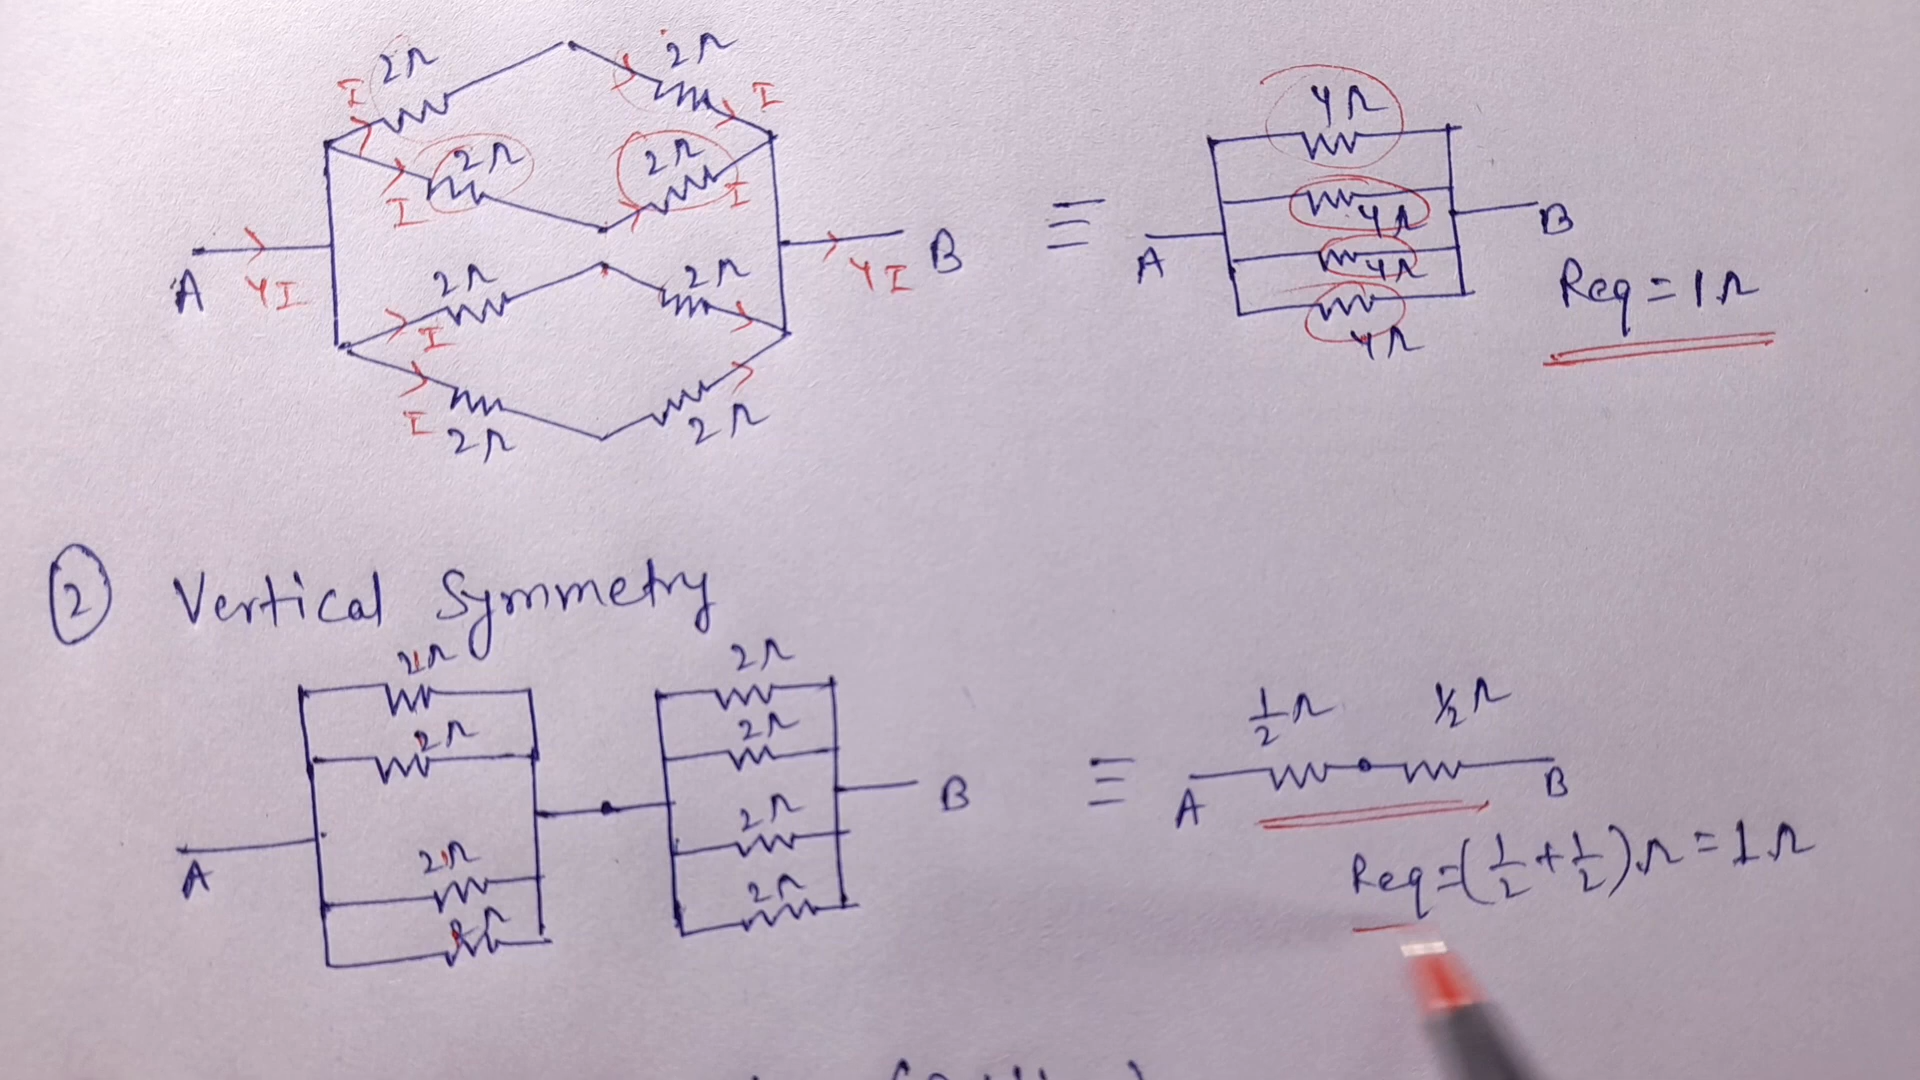 2Ω 2Ω
I I
2Ω 2Ω
I I
A 4I 4I B
2Ω 2Ω
I
I 2Ω 2Ω
≡
4Ω
4Ω
4Ω
4Ω
A B
Req = 1Ω
② Vertical Symmetry
2Ω 2Ω
2Ω 2Ω
2Ω 2Ω
2Ω 2Ω
A B
≡
1/2 Ω 1/2 Ω
A B
Req = (1/2 + 1/2) Ω = 1Ω